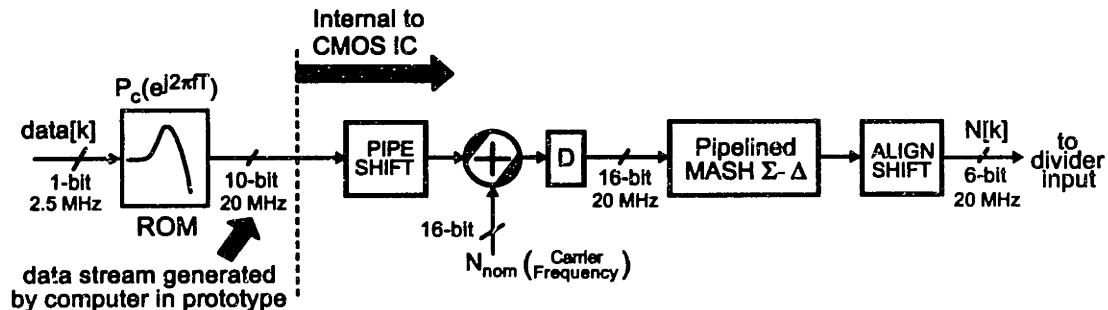 Internal to
CMOS IC
P_c(e^{j2πfT})
data[k]
1-bit
2.5 MHz
ROM
10-bit
20 MHz
data stream generated
by computer in prototype
PIPE
SHIFT
16-bit
N_nom (Carrier
Frequency)
D
16-bit
20 MHz
Pipelined
MASH Σ-Δ
ALIGN
SHIFT
N[k]
6-bit
20 MHz
to
divider
input